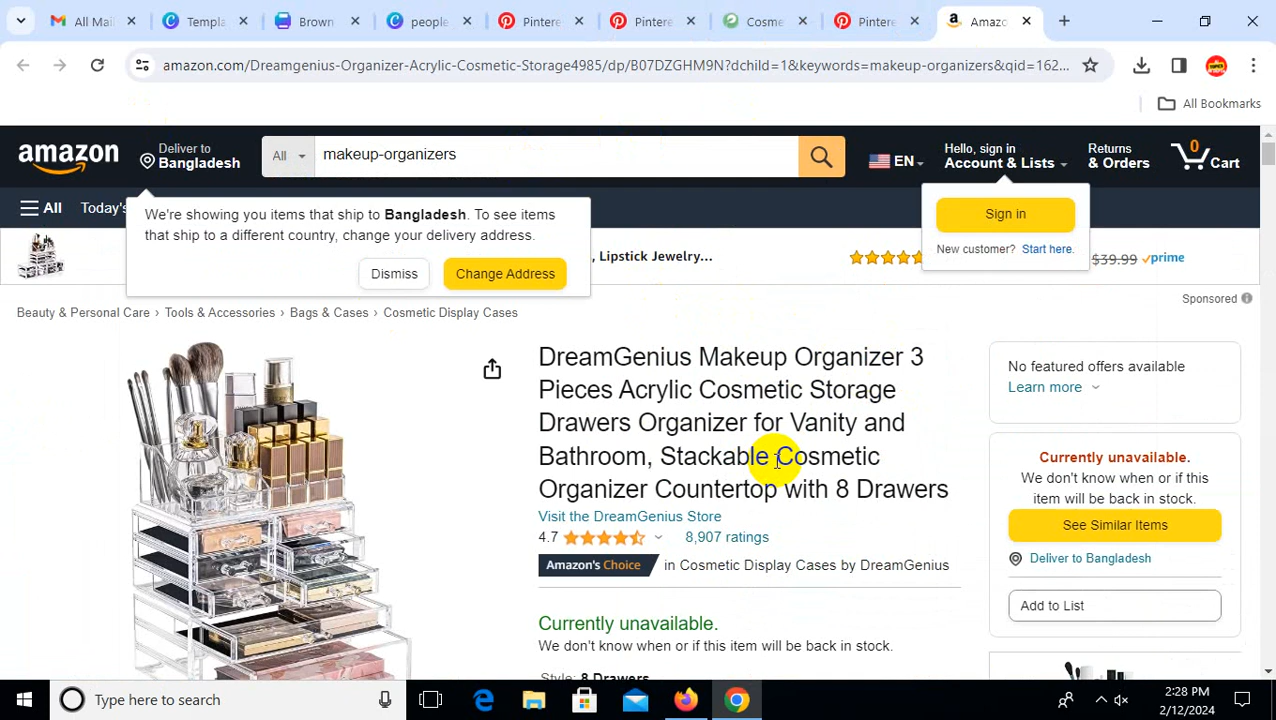 All Mail
Templa
Brown
people,
Pintere
Pintere
Cosme
Pintere
Amazo
amazon.com/Dreamgenius-Organizer-Acrylic-Cosmetic-Storage4985/dp/B07DZGHM9N?dchild=1&keywords=makeup-organizers&qid=162...
All Bookmarks
amazon
Deliver to
Bangladesh
All
makeup-organizers
EN
Hello, sign in
Account & Lists
Returns
& Orders
0
Cart
All
Today's
We're showing you items that ship to Bangladesh. To see items
that ship to a different country, change your delivery address.
Dismiss
Change Address
Sign in
New customer? Start here.
, Lipstick Jewelry...
$39.99
prime
Sponsored
Beauty & Personal Care › Tools & Accessories › Bags & Cases › Cosmetic Display Cases
DreamGenius Makeup Organizer 3
Pieces Acrylic Cosmetic Storage
Drawers Organizer for Vanity and
Bathroom, Stackable Cosmetic
Organizer Countertop with 8 Drawers
Visit the DreamGenius Store
4.7
8,907 ratings
Amazon's Choice
in Cosmetic Display Cases by DreamGenius
Currently unavailable.
We don't know when or if this item will be back in stock.
Style: 8 Drawers
No featured offers available
Learn more
Currently unavailable.
We don't know when or if this
item will be back in stock.
See Similar Items
Deliver to Bangladesh
Add to List
Type here to search
2:28 PM
2/12/2024